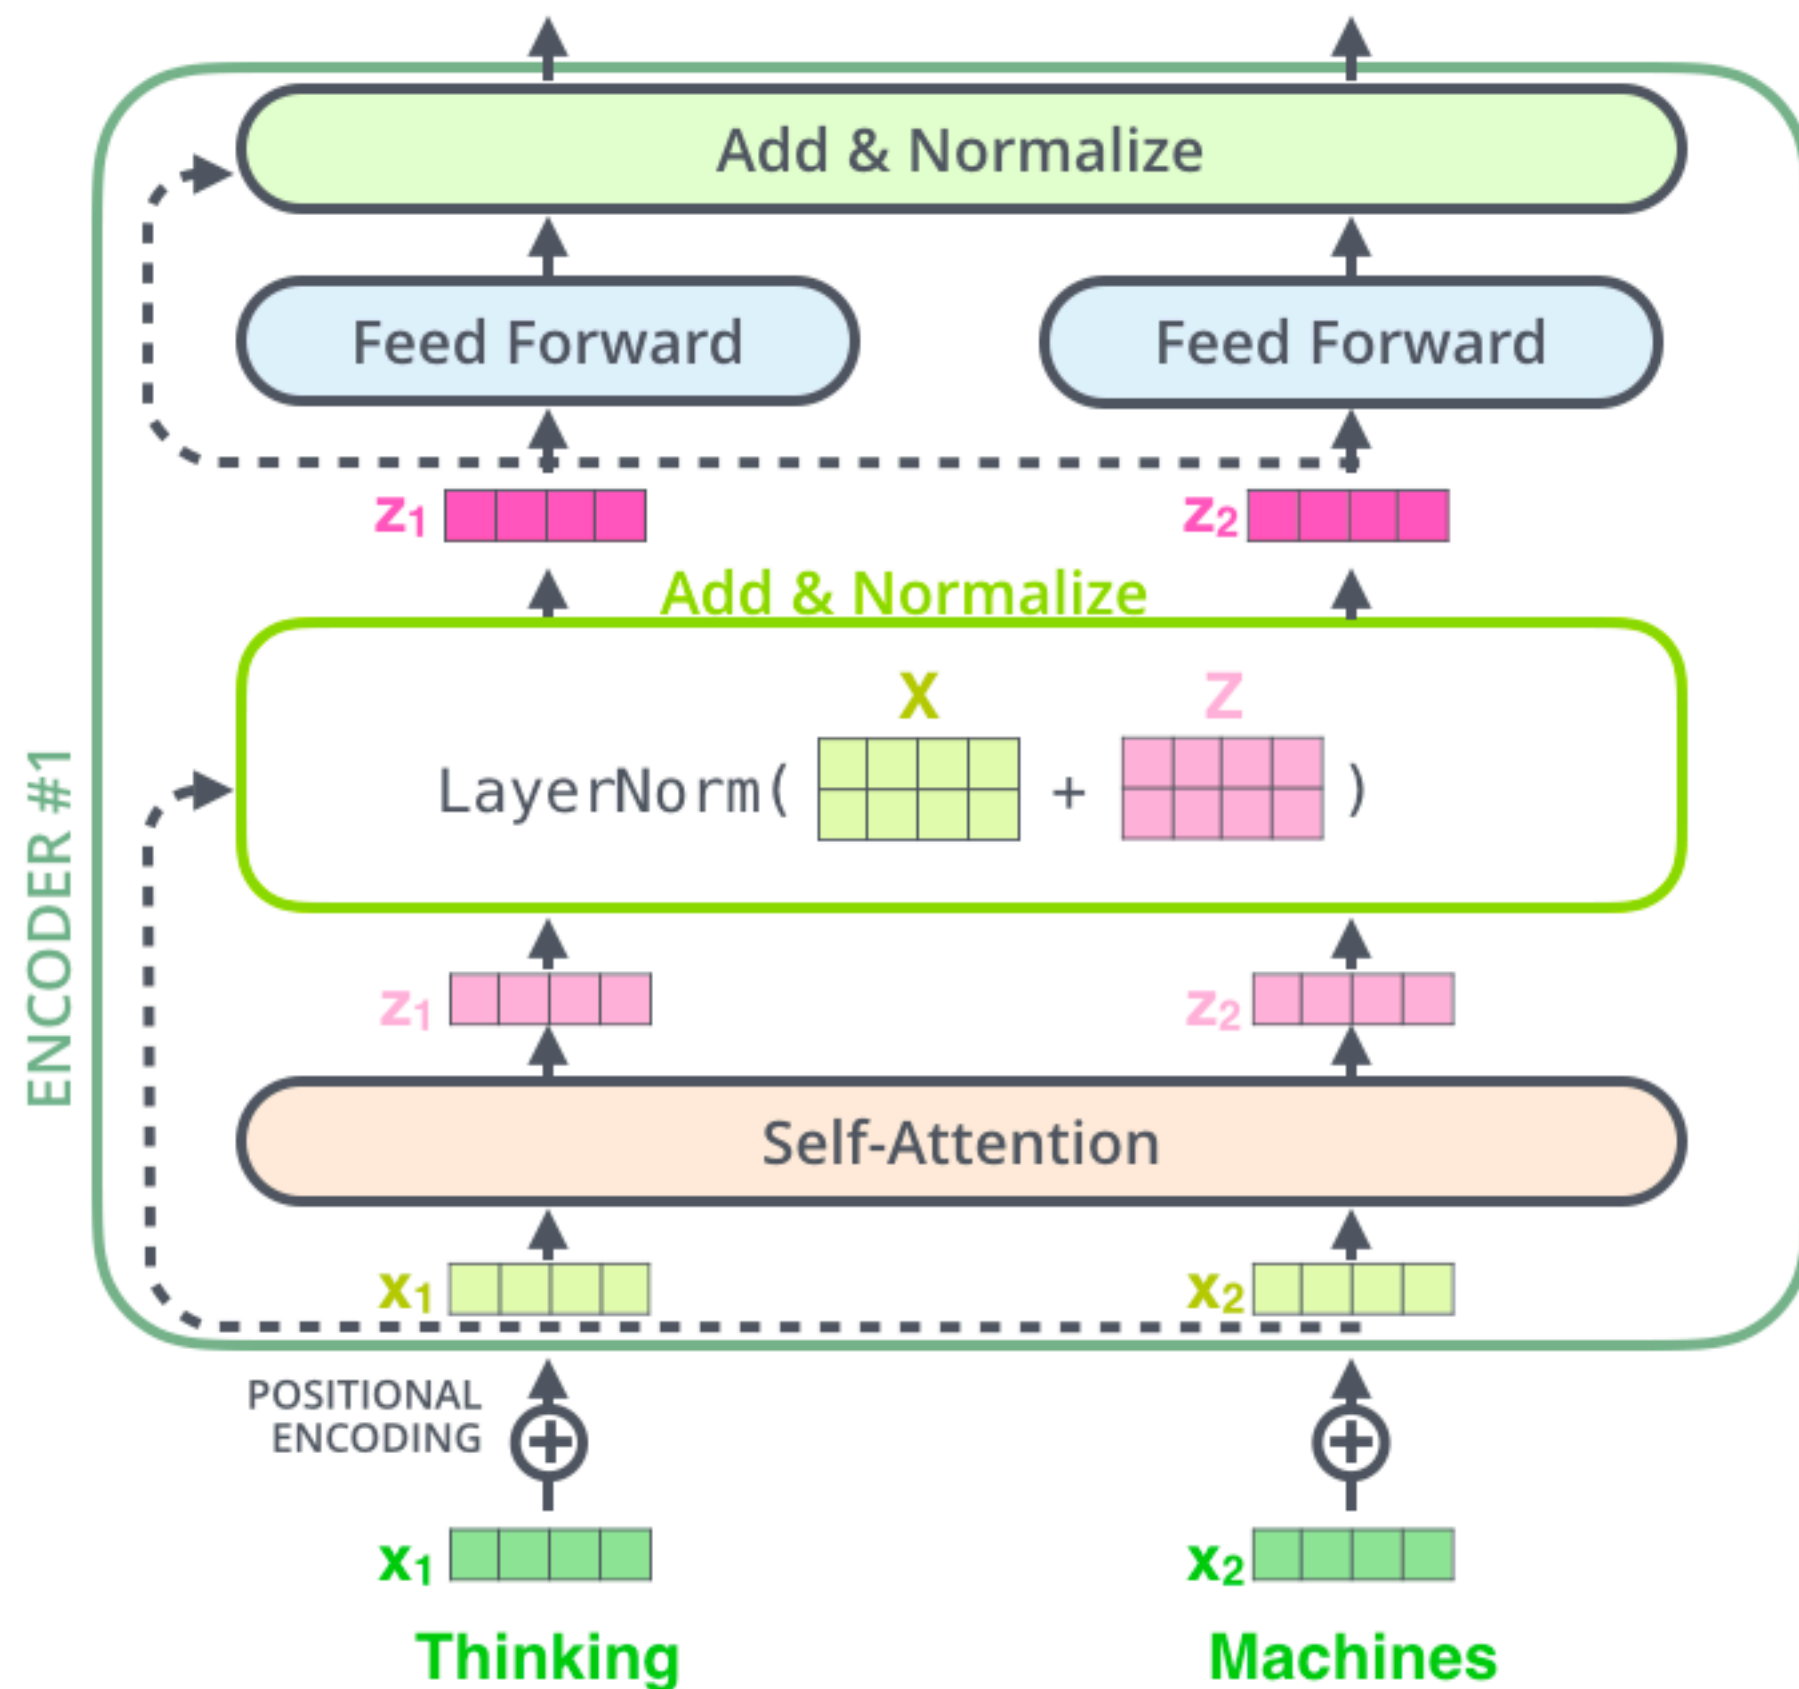 Add & Normalize
Feed Forward Feed Forward
z1 z2
Add & Normalize
X Z
LayerNorm( + )
ENCODER #1
z1 z2
Self-Attention
x1 x2
POSITIONAL
ENCODING
x1 x2
Thinking Machines